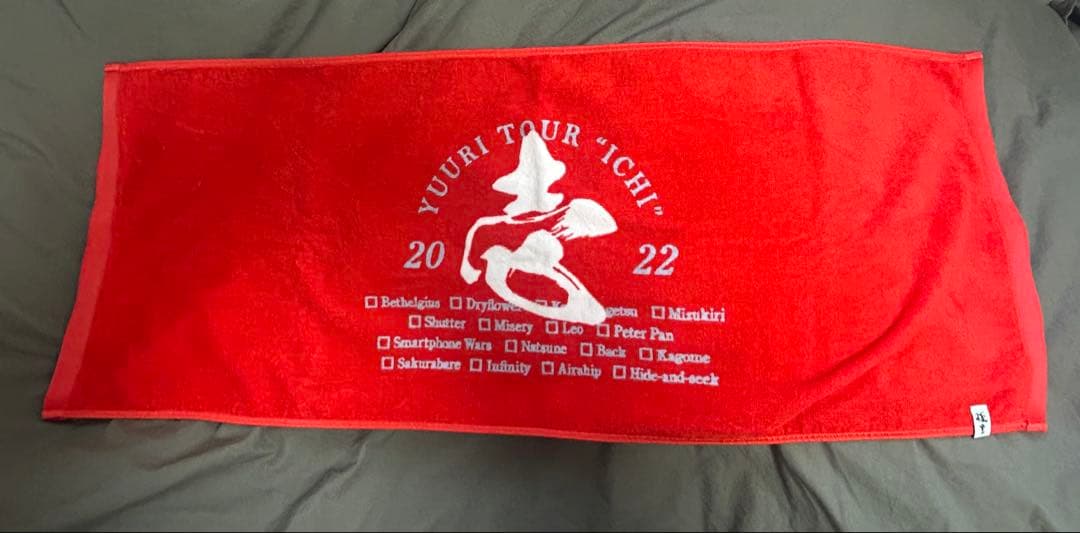 YUURI TOUR “ICHI”
壱
20 22
☐ Bethelgius ☐ Dryflower ☐ ☐ Mizukiri
☐ Shutter ☐ Misery ☐ Leo ☐ Peter Pan
☐ Smartphone Wars ☐ Natsune ☐ Back ☐ Kagome
☐ Sakurabare ☐ Infinity ☐ Airship ☐ Hide-and-seek